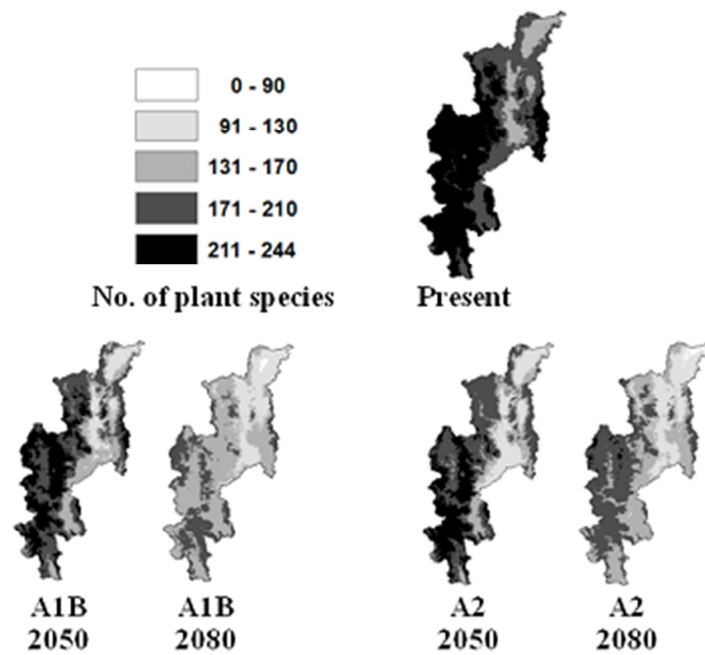 0 - 90
91 - 130
131 - 170
171 - 210
211 - 244
No. of plant species
Present
A1B
2050
A1B
2080
A2
2050
A2
2080